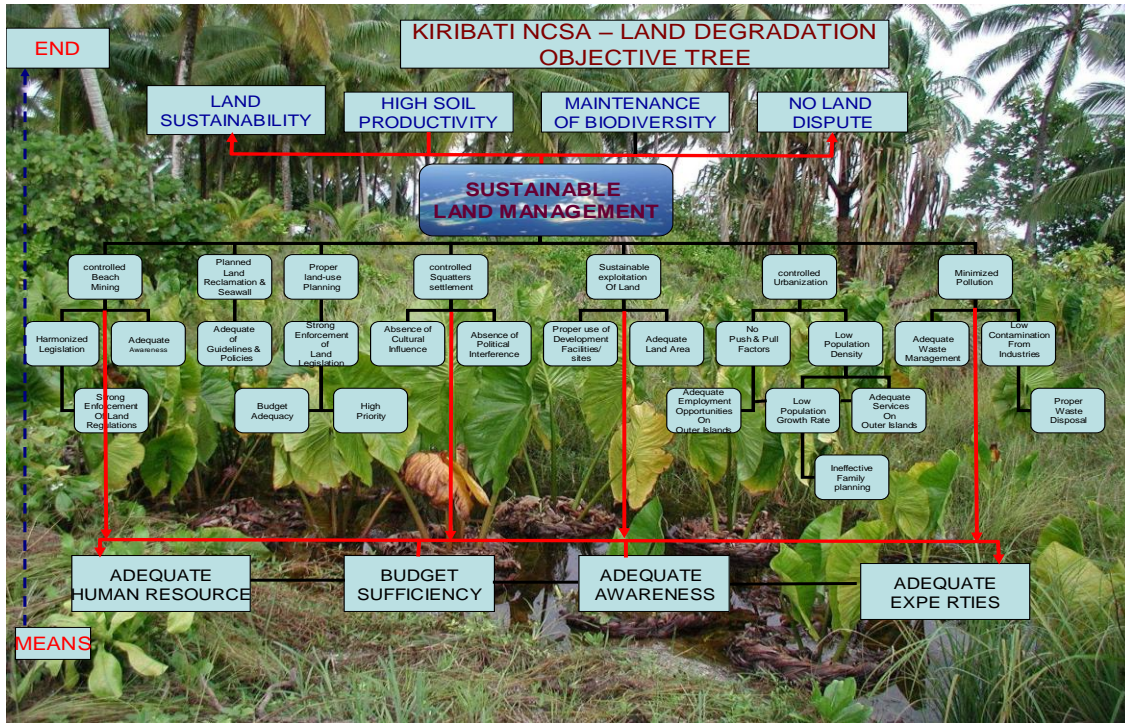 END
KIRIBATI NCSA – LAND DEGRADATION
OBJECTIVE TREE
LAND
SUSTAINABILITY
HIGH SOIL
PRODUCTIVITY
MAINTENANCE
OF BIODIVERSITY
NO LAND
DISPUTE
SUSTAINABLE
LAND MANAGEMENT
controlled
Beach
Mining
Planned
Land
Reclamation &
Seawall
Proper
land-use
Planning
controlled
Squatters
settlement
Sustainable
exploitation
Of Land
controlled
Urbanization
Minimized
Pollution
Harmonized
Legislation
Adequate
Awareness
Adequate
of
Guidelines &
Policies
Strong
Enforcement
of
Land
Legislation
Absence of
Cultural
Influence
Absence of
Political
Interference
Proper use of
Development
Facilities/
sites
Adequate
Land Area
No
Push & Pull
Factors
Low
Population
Density
Adequate
Waste
Management
Low
Contamination
From
Industries
Strong
Enforcement
Of Land
Regulations
Budget
Adequacy
High
Priority
Adequate
Employment
Opportunities
On
Outer Islands
Low
Population
Growth Rate
Adequate
Services
On
Outer Islands
Proper
Waste
Disposal
Ineffective
Family
planning
ADEQUATE
HUMAN RESOURCE
BUDGET
SUFFICIENCY
ADEQUATE
AWARENESS
ADEQUATE
EXPE RTIES
MEANS